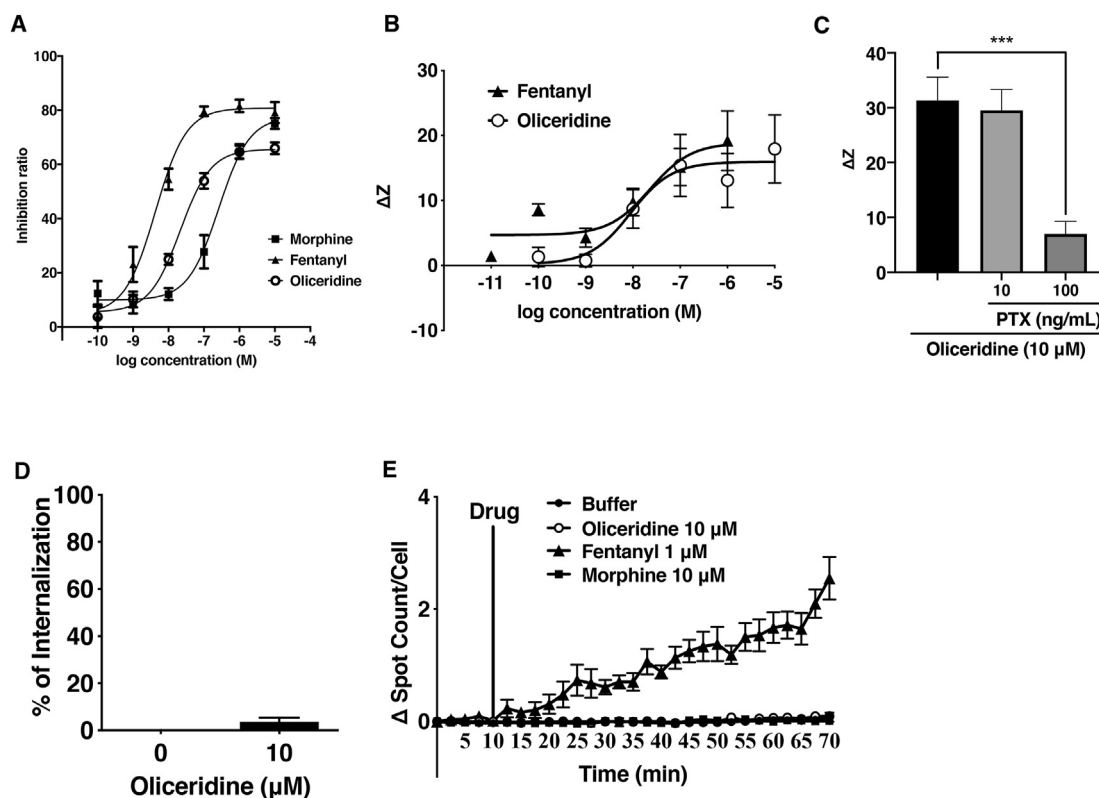 A
100
80
60
40
20
0
Inhibition ratio
-10 -9 -8 -7 -6 -5 -4
log concentration (M)
Morphine
Fentanyl
Oliceridine
B
30
20
10
0
-10
ΔZ
Fentanyl
Oliceridine
-11 -10 -9 -8 -7 -6 -5
log concentration (M)
C
40
30
20
10
0
ΔZ
***
10 100
PTX (ng/mL)
Oliceridine (10 µM)
D
100
80
60
40
20
0
% of Internalization
0 10
Oliceridine (µM)
E
4
2
0
Δ Spot Count/Cell
Drug
Buffer
Oliceridine 10 µM
Fentanyl 1 µM
Morphine 10 µM
5 10 15 20 25 30 35 40 45 50 55 60 65 70
Time (min)